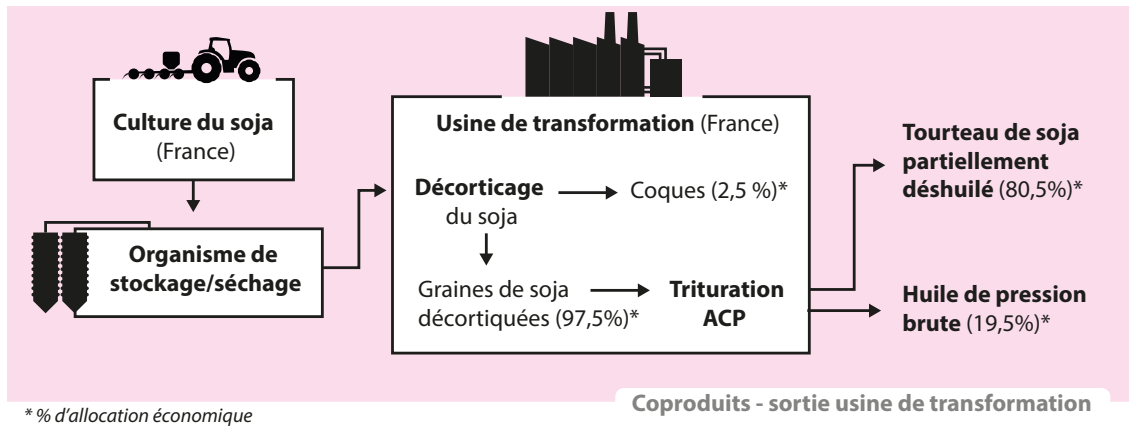 Culture du soja
(France)
Organisme de
stockage/séchage
Usine de transformation (France)
Décorticage
du soja
Coques (2,5 %)*
Graines de soja
décortiquées (97,5%)*
Trituration
ACP
Tourteau de soja
partiellement
déshuilé (80,5%)*
Huile de pression
brute (19,5%)*
* % d'allocation économique
Coproduits - sortie usine de transformation